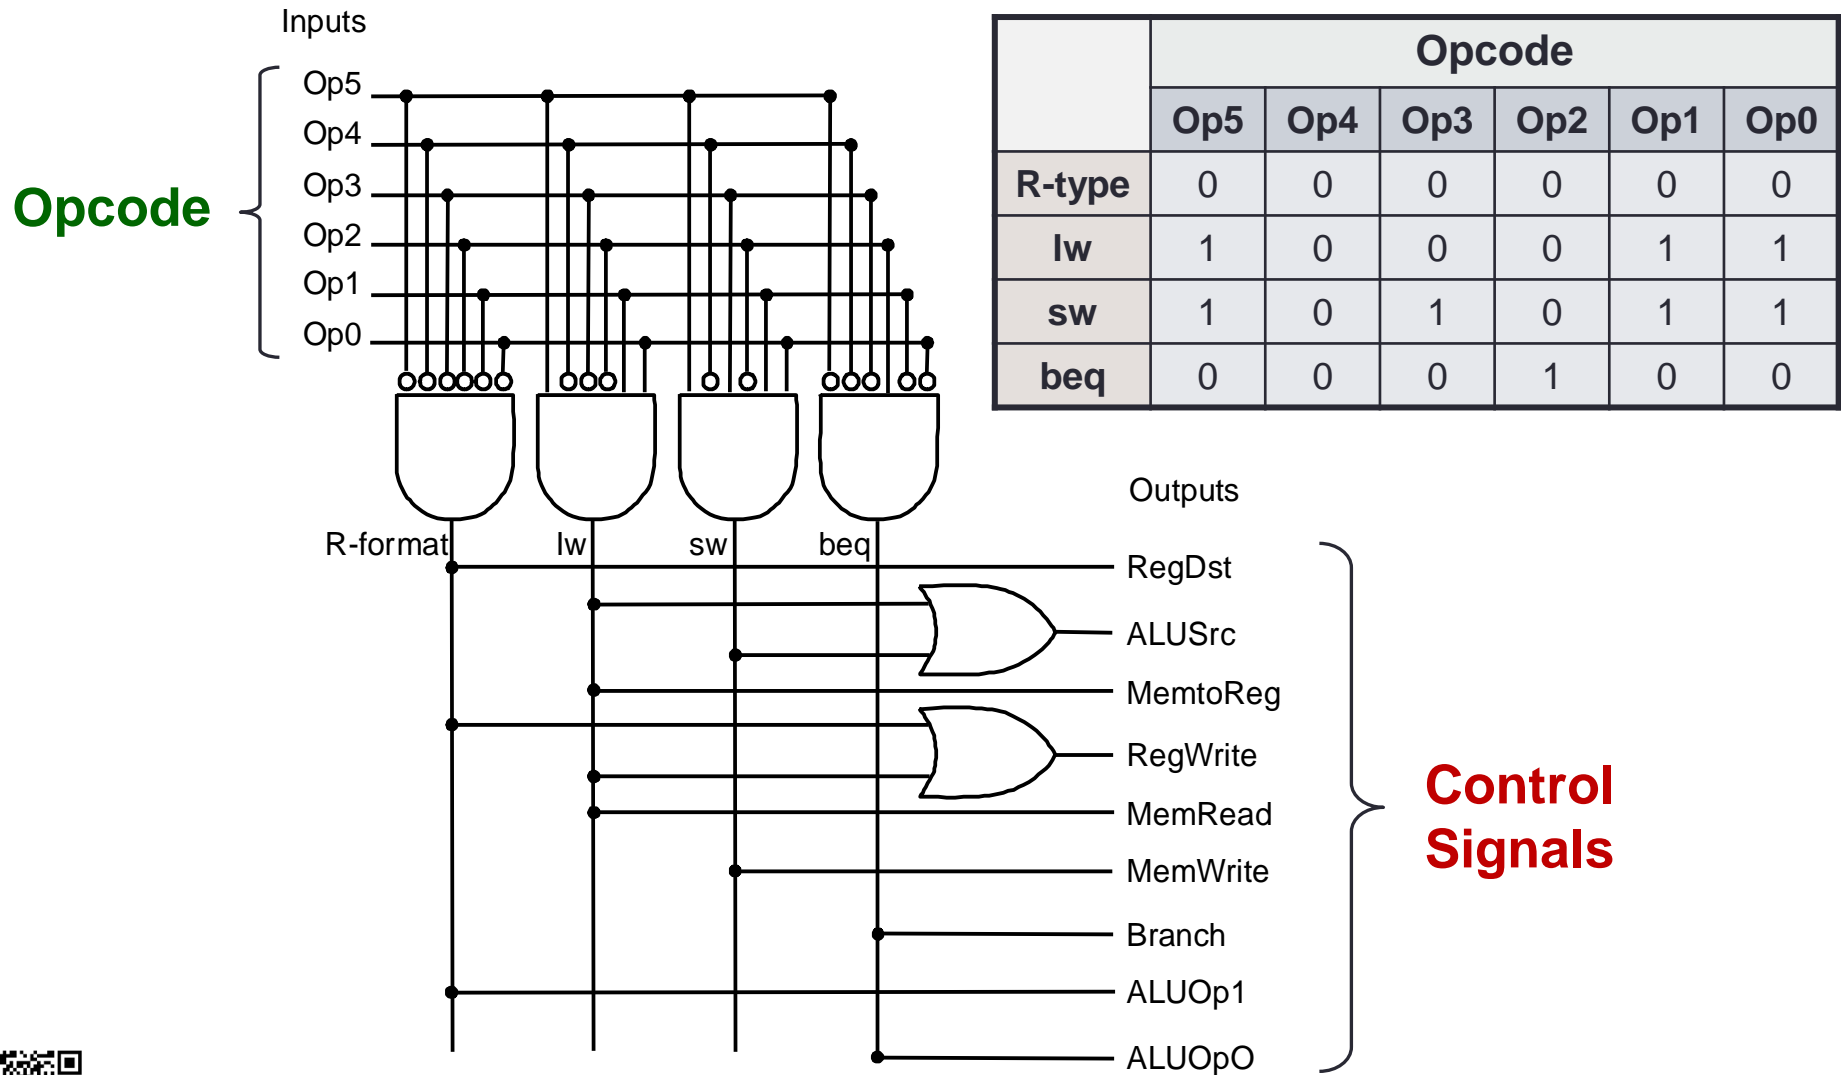 Inputs
Op5
Op4
Op3
Op2
Op1
Op0
Opcode
Opcode
Op5 Op4 Op3 Op2 Op1 Op0
R-type 0 0 0 0 0 0
lw 1 0 0 0 1 1
sw 1 0 1 0 1 1
beq 0 0 0 1 0 0
R-format lw sw beq
Outputs
RegDst
ALUSrc
MemtoReg
RegWrite
MemRead
MemWrite
Branch
ALUOp1
ALUOpO
Control
Signals